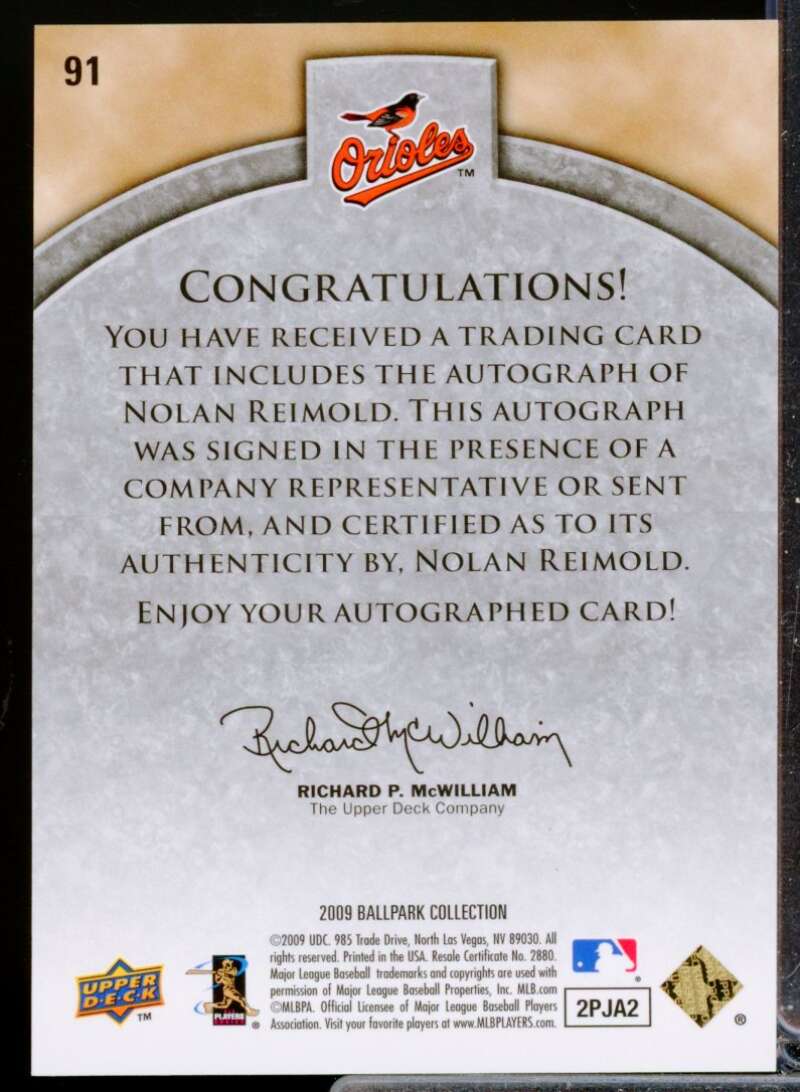 91
Orioles TM
CONGRATULATIONS!
YOU HAVE RECEIVED A TRADING CARD
THAT INCLUDES THE AUTOGRAPH OF
NOLAN REIMOLD. THIS AUTOGRAPH
WAS SIGNED IN THE PRESENCE OF A
COMPANY REPRESENTATIVE OR SENT
FROM, AND CERTIFIED AS TO ITS
AUTHENTICITY BY, NOLAN REIMOLD.
ENJOY YOUR AUTOGRAPHED CARD!
Richard McWilliam
RICHARD P. McWILLIAM
The Upper Deck Company
2009 BALLPARK COLLECTION
©2009 UDC. 985 Trade Drive, North Las Vegas, NV 89030. All
rights reserved. Printed in the USA. Resale Certificate No. 2880.
Major League Baseball trademarks and copyrights are used with
permission of Major League Baseball Properties, Inc. MLB.com
©MLBPA. Official Licensee of Major League Baseball Players
Association. Visit your favorite players at www.MLBPLAYERS.com.
UPPER
D·E·C·K
TM
PLAYERS
®
®
2PJA2
®